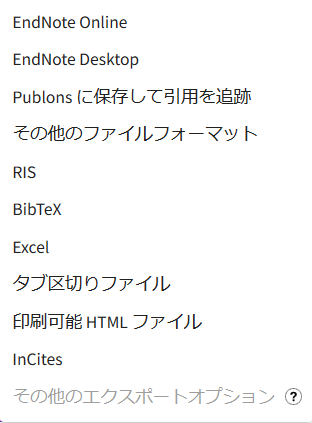 EndNote Online
EndNote Desktop
Publons に保存して引用を追跡
その他のファイルフォーマット
RIS
BibTeX
Excel
タブ区切りファイル
印刷可能 HTML ファイル
InCites
その他のエクスポートオプション ?